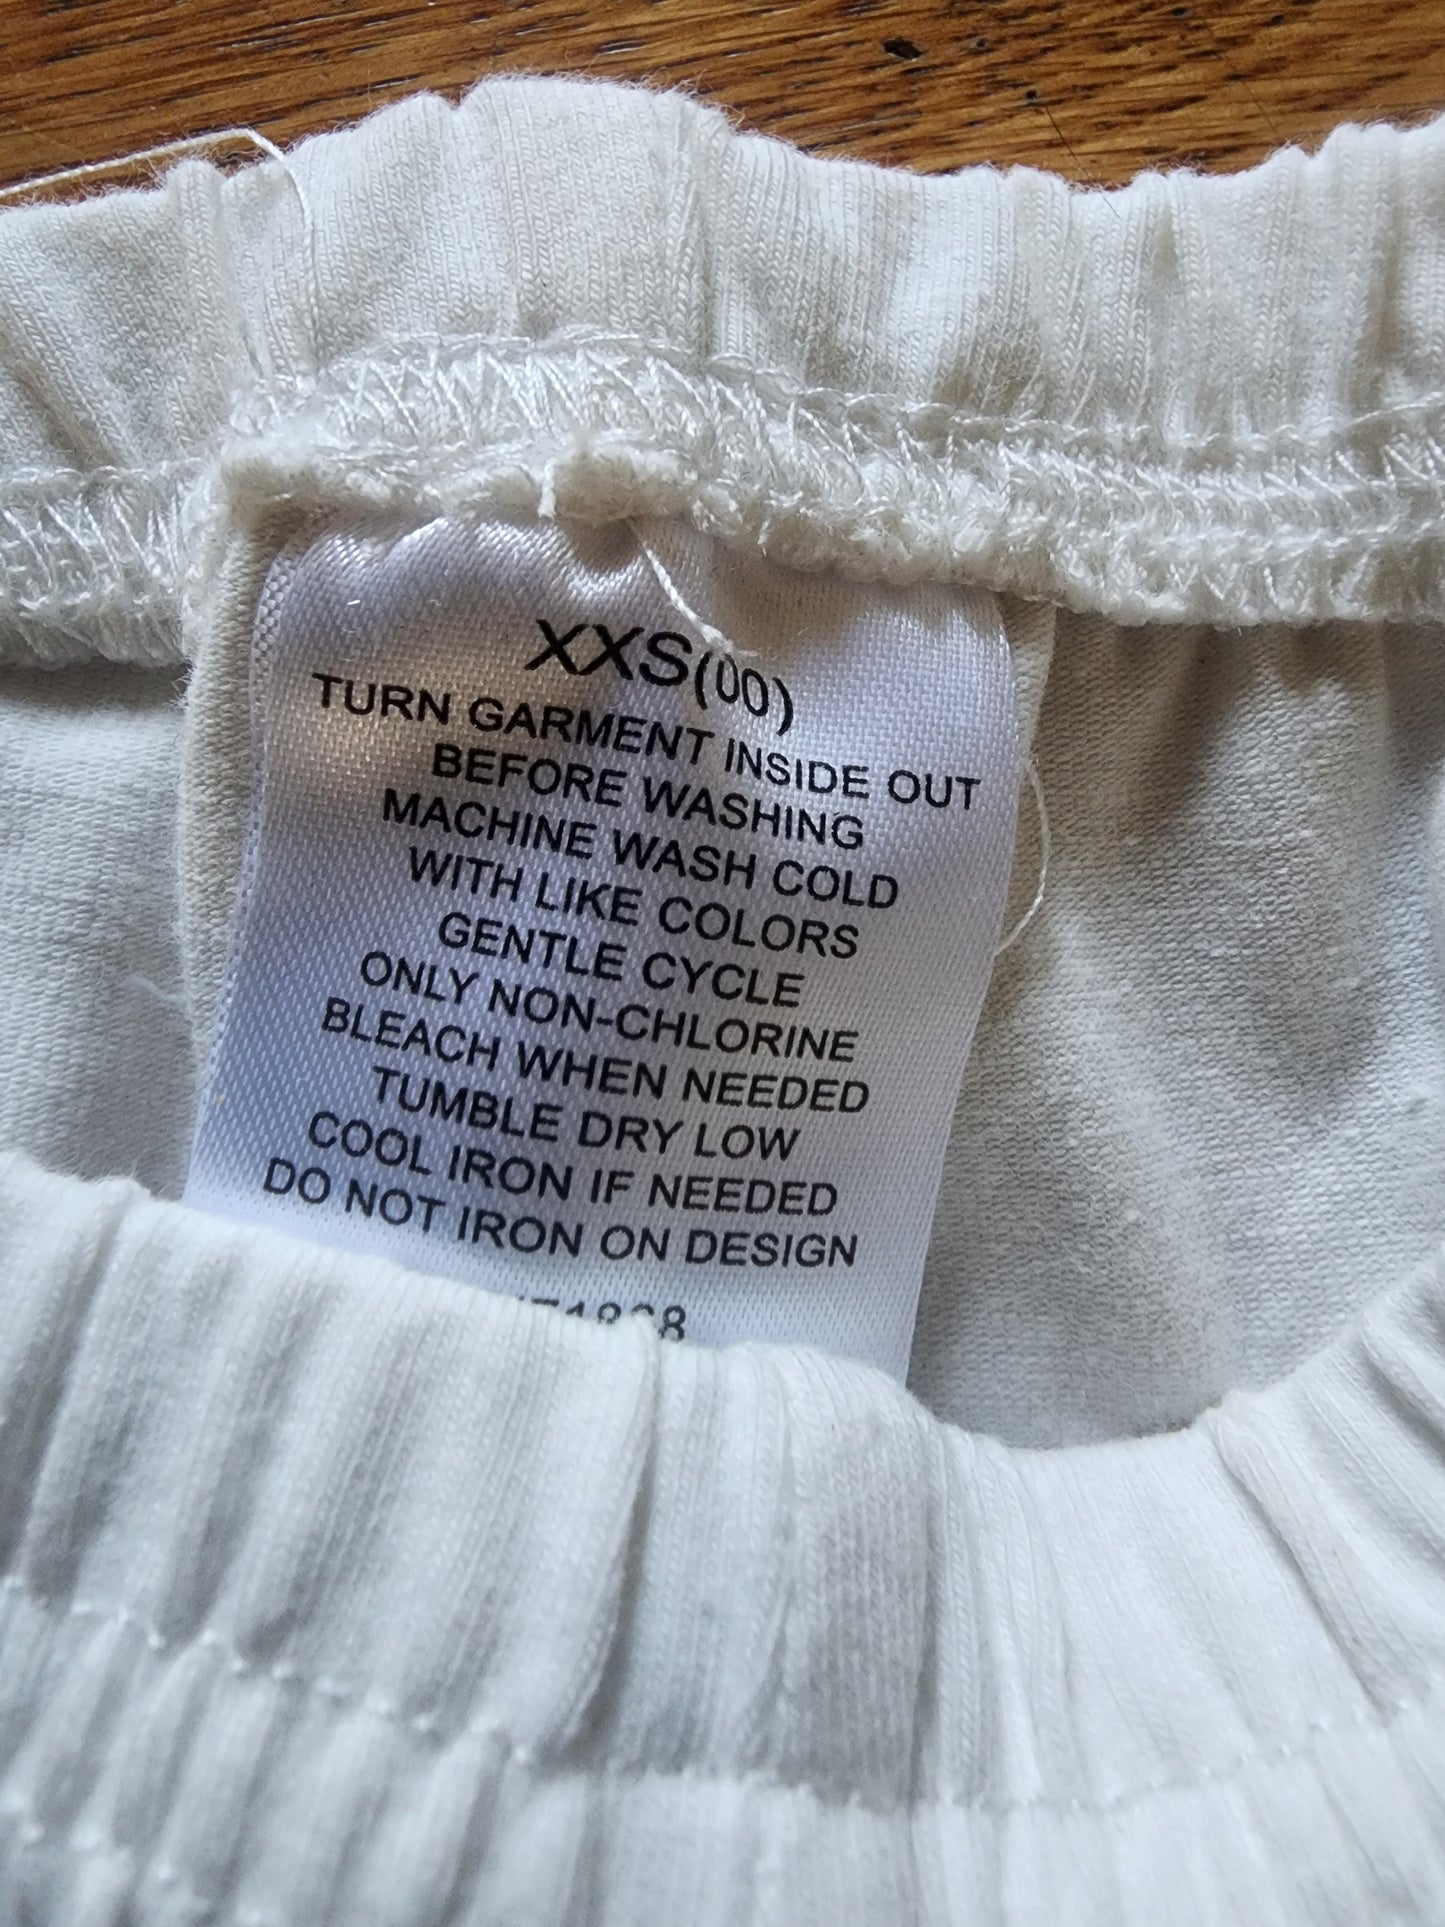 XXS(00)
TURN GARMENT INSIDE OUT
BEFORE WASHING
MACHINE WASH COLD
WITH LIKE COLORS
GENTLE CYCLE
ONLY NON-CHLORINE
BLEACH WHEN NEEDED
TUMBLE DRY LOW
COOL IRON IF NEEDED
DO NOT IRON ON DESIGN